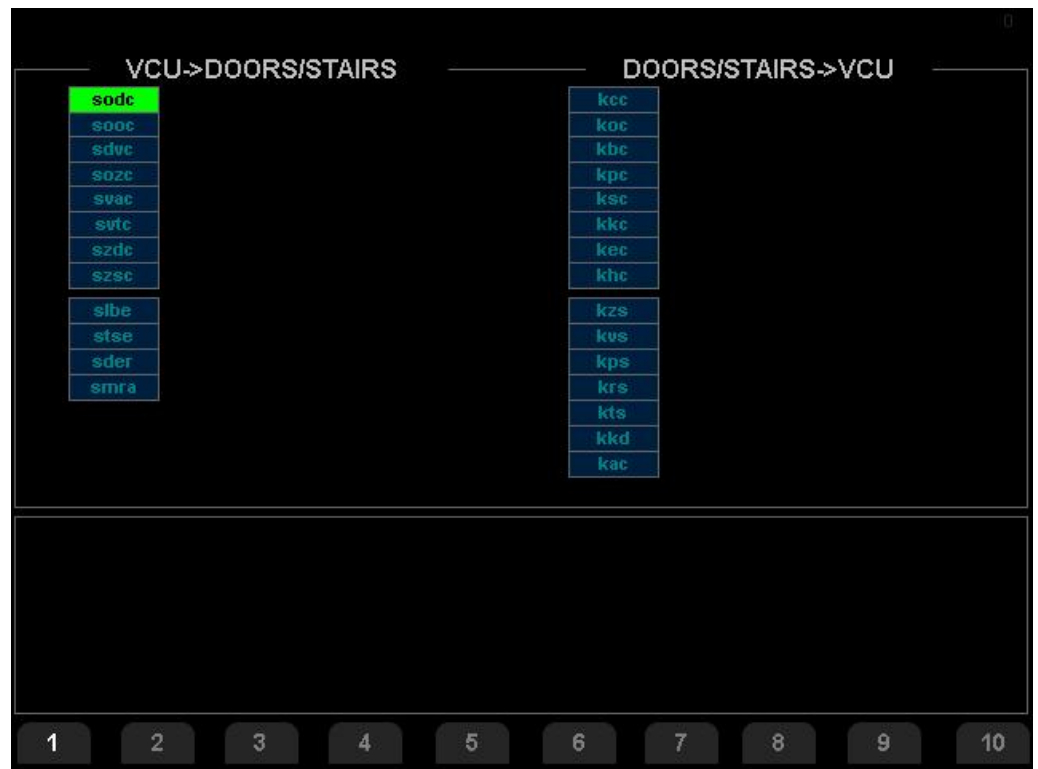 0
VCU->DOORS/STAIRS
sodc
sooc
sdvc
sozc
svac
svtc
szdc
szsc
slbe
stse
sder
smra
DOORS/STAIRS->VCU
kcc
koc
kbc
kpc
ksc
kkc
kec
khc
kzs
kvs
kps
krs
kts
kkd
kac
1 2 3 4 5 6 7 8 9 10